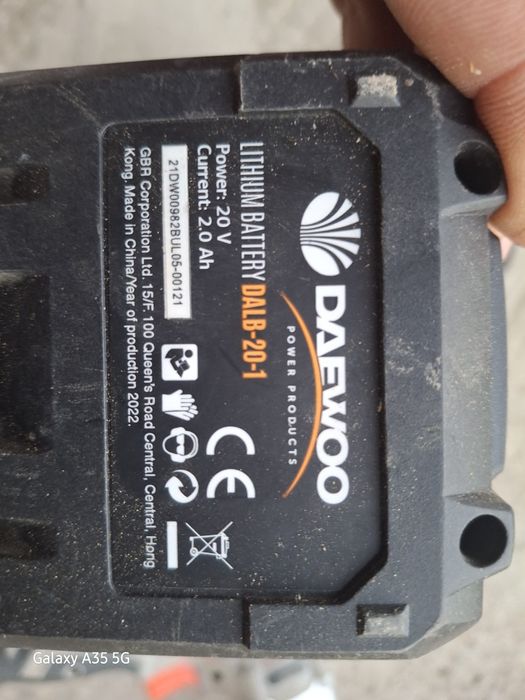 DAEWOO
POWER PRODUCTS
LITHIUM BATTERY DALB-20-1
Power: 20 V
Current: 2.0 Ah
21DW00982BUL05-00121
CE
GBR Corporation Ltd. 15/F, 100 Queen's Road Central, Central, Hong
Kong. Made in China/Year of production 2022.
Galaxy A35 5G